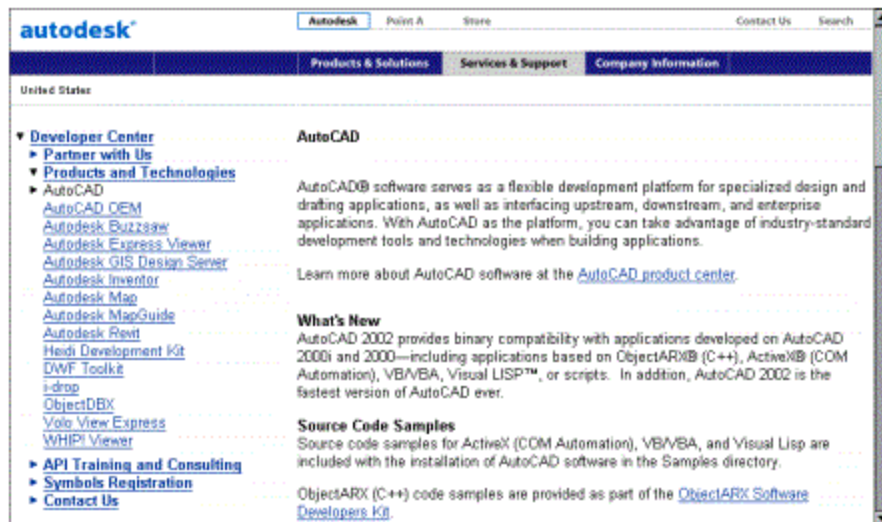 autodesk®
Autodesk Point A Store Contact Us Search
Products & Solutions Services & Support Company Information
United States
Developer Center
Partner with Us
Products and Technologies
AutoCAD
AutoCAD OEM
Autodesk Buzzsaw
Autodesk Express Viewer
Autodesk GIS Design Server
Autodesk Inventor
Autodesk Map
Autodesk MapGuide
Autodesk Revit
Heidi Development Kit
DWF Toolkit
i-drop
ObjectDBX
Volo View Express
WHIP! Viewer
API Training and Consulting
Symbols Registration
Contact Us
AutoCAD
AutoCAD® software serves as a flexible development platform for specialized design and
drafting applications, as well as interfacing upstream, downstream, and enterprise
applications. With AutoCAD as the platform, you can take advantage of industry-standard
development tools and technologies when building applications.
Learn more about AutoCAD software at the AutoCAD product center.
What's New
AutoCAD 2002 provides binary compatibility with applications developed on AutoCAD
2000i and 2000—including applications based on ObjectARX® (C++), ActiveX® (COM
Automation), VB/VBA, Visual LISP™, or scripts. In addition, AutoCAD 2002 is the
fastest version of AutoCAD ever.
Source Code Samples
Source code samples for ActiveX (COM Automation), VB/VBA, and Visual Lisp are
included with the installation of AutoCAD software in the Samples directory.
ObjectARX (C++) code samples are provided as part of the ObjectARX Software
Developers Kit.